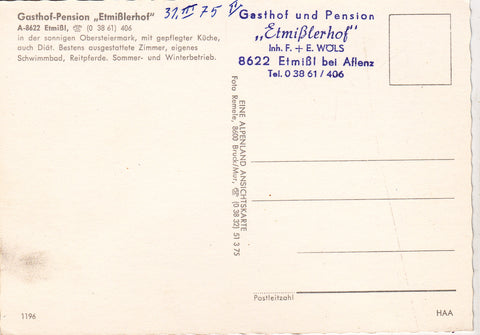 Gasthof-Pension „Etmißlerhof"
A-8622 Etmißl, ☏ (0 38 61) 406
in der sonnigen Obersteiermark, mit gepflegter Küche,
auch Diät. Bestens ausgestattete Zimmer, eigenes
Schwimmbad, Reitpferde. Sommer- und Winterbetrieb.
31. III 75
Gasthof und Pension
„Etmißlerhof"
Inh. F. + E. WÖLS
8622 Etmißl bei Aflenz
Tel. 0 38 61 / 406
EINE ALPENLAND ANSICHTSKARTE
Foto Remele, 8600 Bruck/Mur, ☏ (0 38 32) 51 3 75
Postleitzahl
1196
HAA